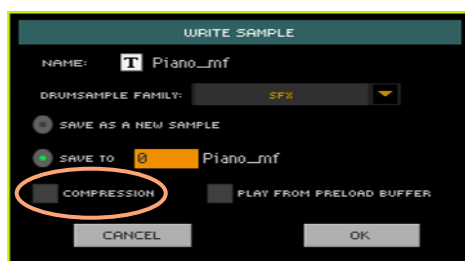 WRITE SAMPLE
NAME: T Piano_mf
DRUMSAMPLE FAMILY: SFX
SAVE AS A NEW SAMPLE
SAVE TO 0 Piano_mf
COMPRESSION PLAY FROM PRELOAD BUFFER
CANCEL OK